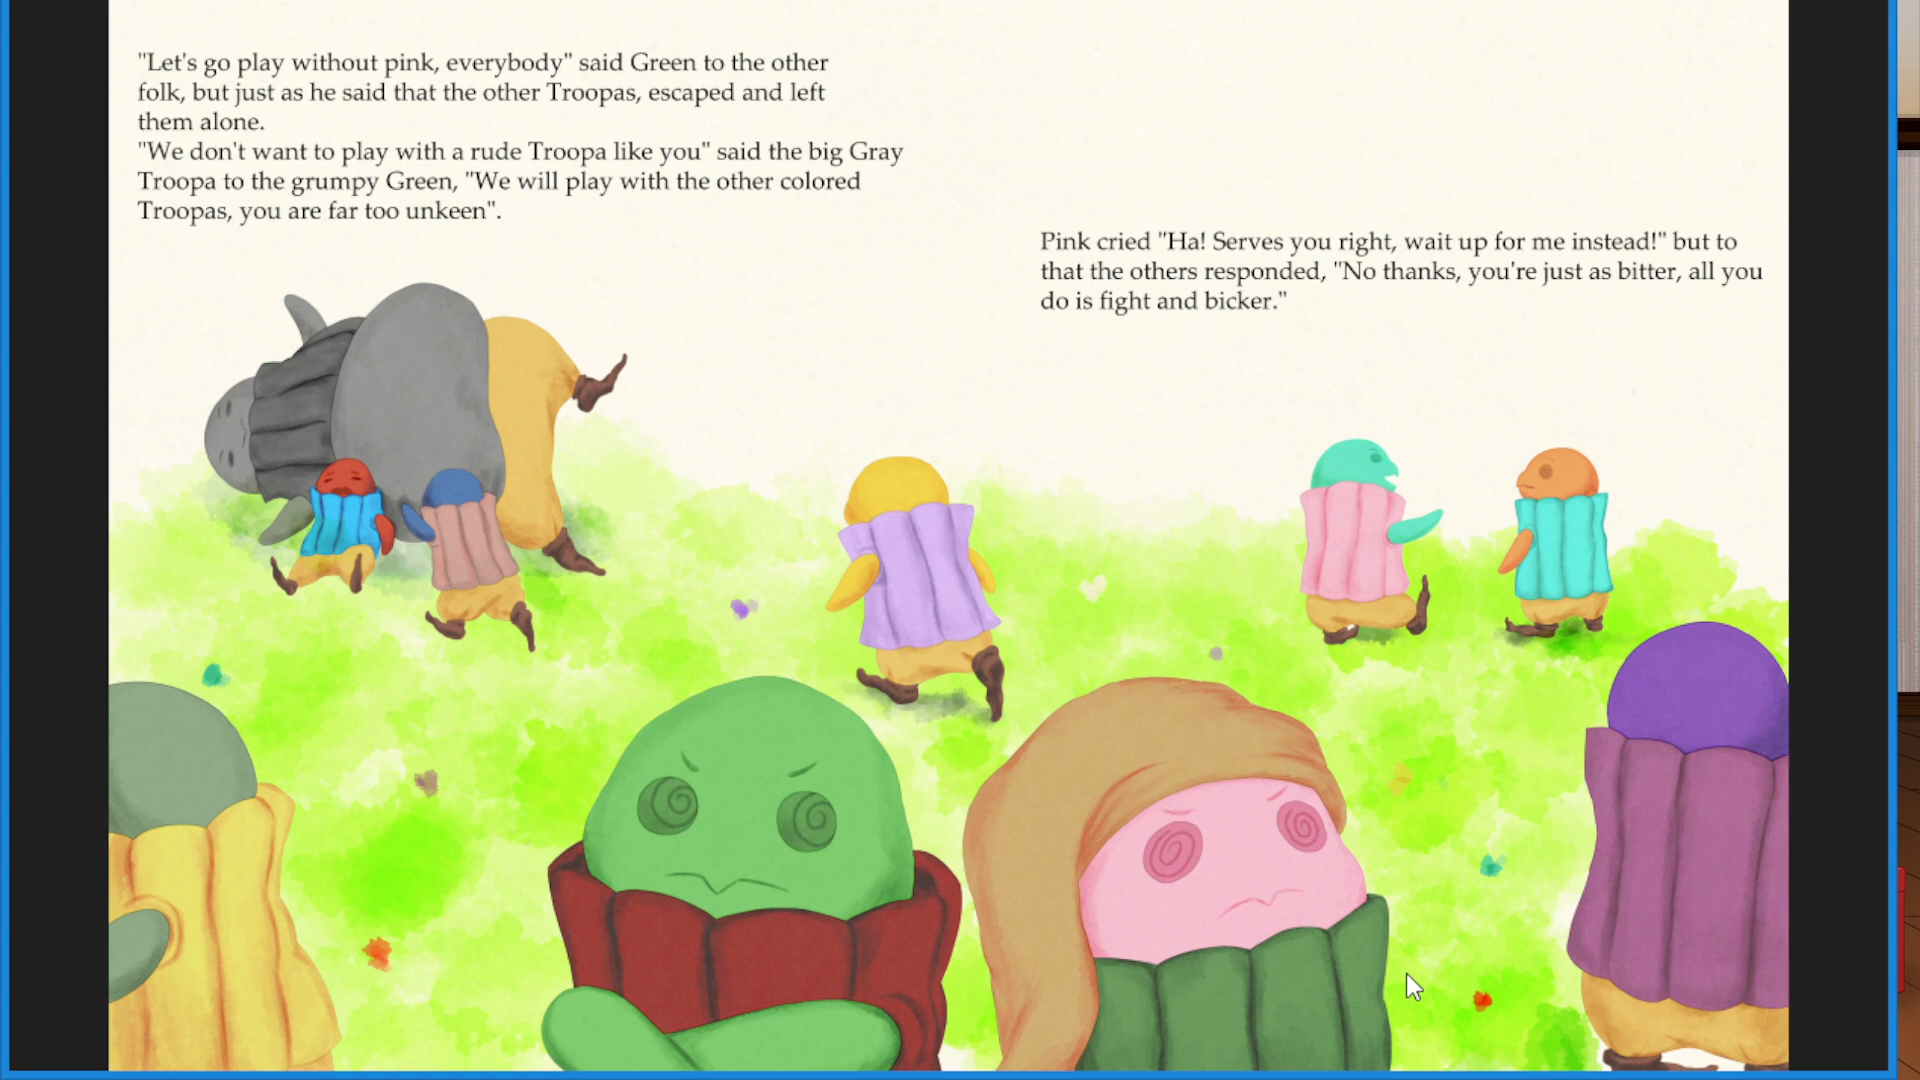 "Let's go play without pink, everybody" said Green to the other
folk, but just as he said that the other Troopas, escaped and left
them alone.
"We don't want to play with a rude Troopa like you" said the big Gray
Troopa to the grumpy Green, "We will play with the other colored
Troopas, you are far too unkeen".
Pink cried "Ha! Serves you right, wait up for me instead!" but to
that the others responded, "No thanks, you're just as bitter, all you
do is fight and bicker."